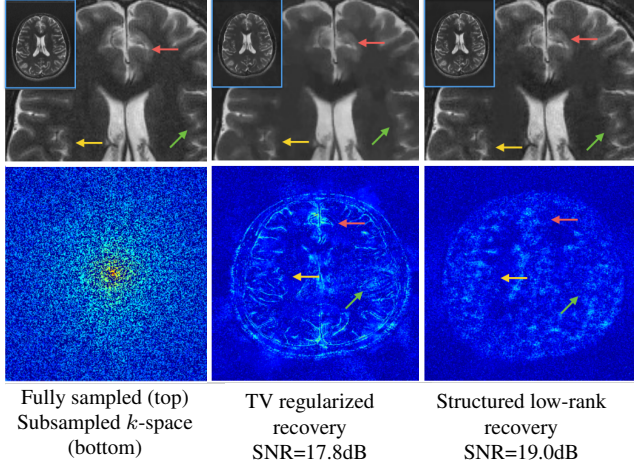 Fully sampled (top)
Subsampled k-space
(bottom)
TV regularized
recovery
SNR=17.8dB
Structured low-rank
recovery
SNR=19.0dB